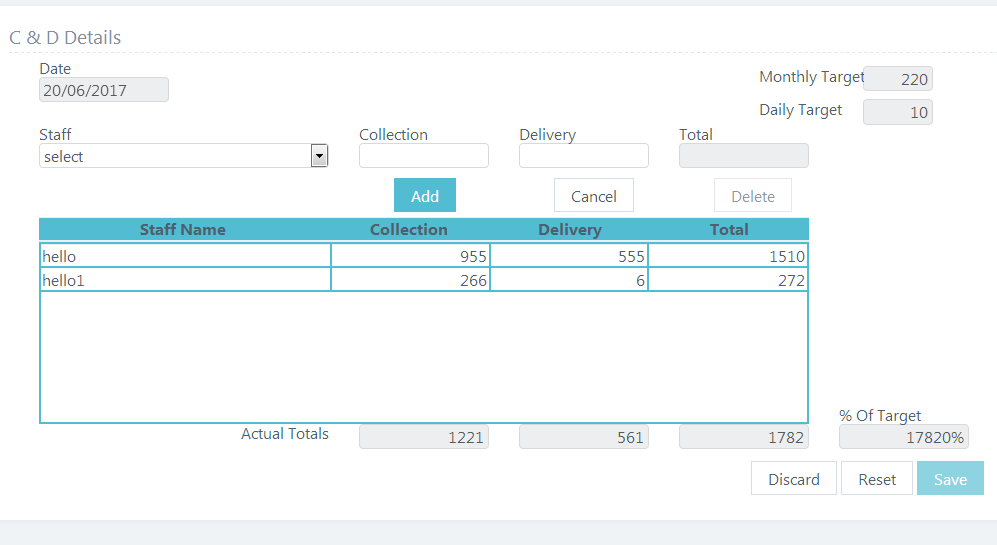 C & D Details
Date
20/06/2017
Monthly Target 220
Daily Target 10
Staff Collection Delivery Total
select
Add Cancel Delete
Staff Name Collection Delivery Total
hello 955 555 1510
hello1 266 6 272
% Of Target
Actual Totals 1221 561 1782 17820%
Discard Reset Save